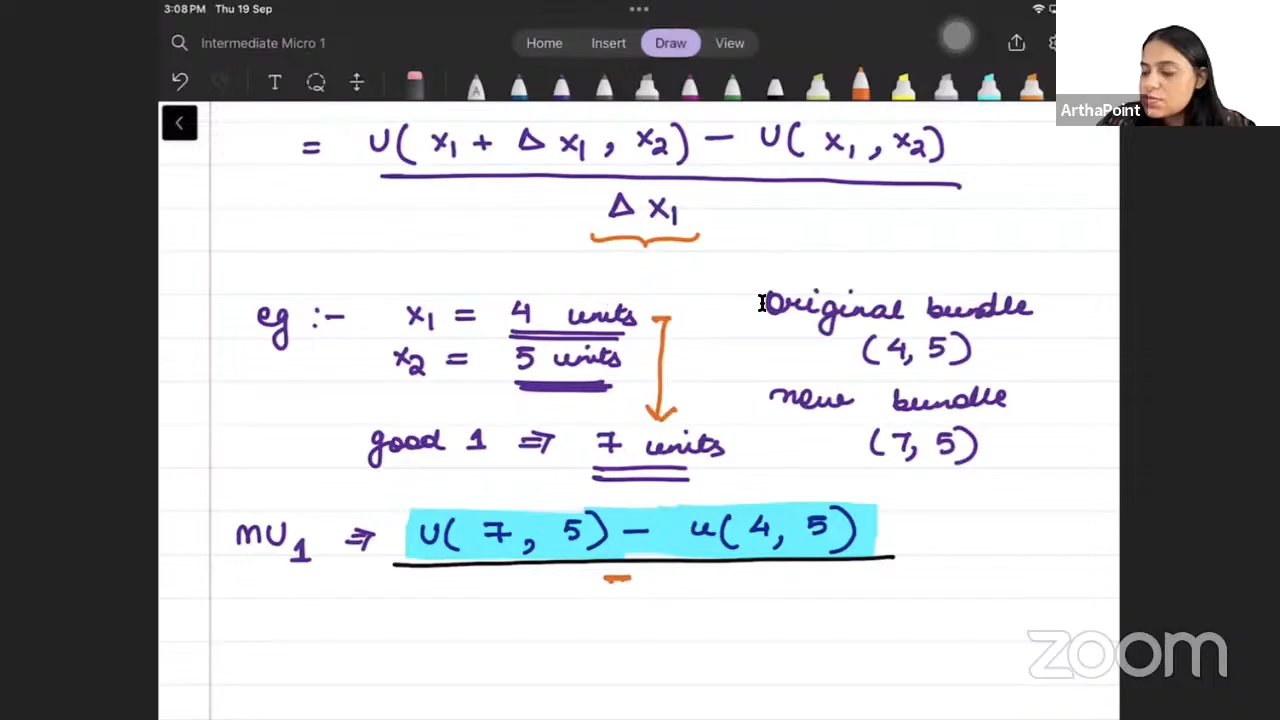 3:08 PM Thu 19 Sep
Intermediate Micro 1
Home Insert Draw View
ArthaPoint
= U( x₁ + Δ x₁ , x₂ ) − U( x₁ , x₂ )
Δ x₁
eg :- x₁ = 4 units
x₂ = 5 units
good 1 ⇒ 7 units
Original bundle
(4, 5)
new bundle
(7, 5)
MU₁ ⇒ U( 7, 5) − u( 4, 5)
zoom